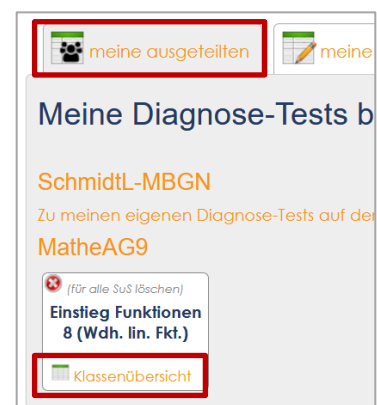 meine ausgeteilten meine
Meine Diagnose-Tests b
SchmidtL-MBGN
Zu meinen eigenen Diagnose-Tests auf der
MatheAG9
(für alle SuS löschen)
Einstieg Funktionen
8 (Wdh. lin. Fkt.)
Klassenübersicht